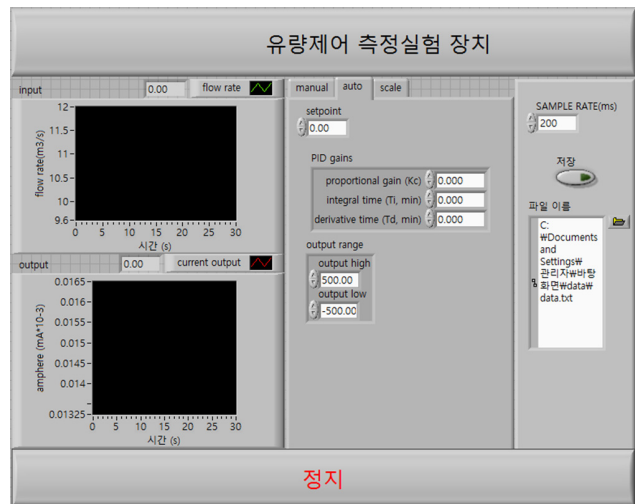 유량제어 측정실험 장치
input 0.00 flow rate
12
11.5
11
10.5
10
9.6
flow rate(m3/s)
0 5 10 15 20 25 30
시간 (s)
output 0.00 current output
0.0165
0.016
0.0155
0.015
0.0145
0.014
0.01325
amphere (mA*10-3)
0 5 10 15 20 25 30
시간 (s)
manual auto scale
setpoint
0.00
PID gains
proportional gain (Kc) 0.000
integral time (Ti, min) 0.000
derivative time (Td, min) 0.000
output range
output high
500.00
output low
-500.00
SAMPLE RATE(ms)
200
저장
파일 이름
C:
₩Documents
and
Settings₩
관리자₩바탕
화면₩data₩
data.txt
정지